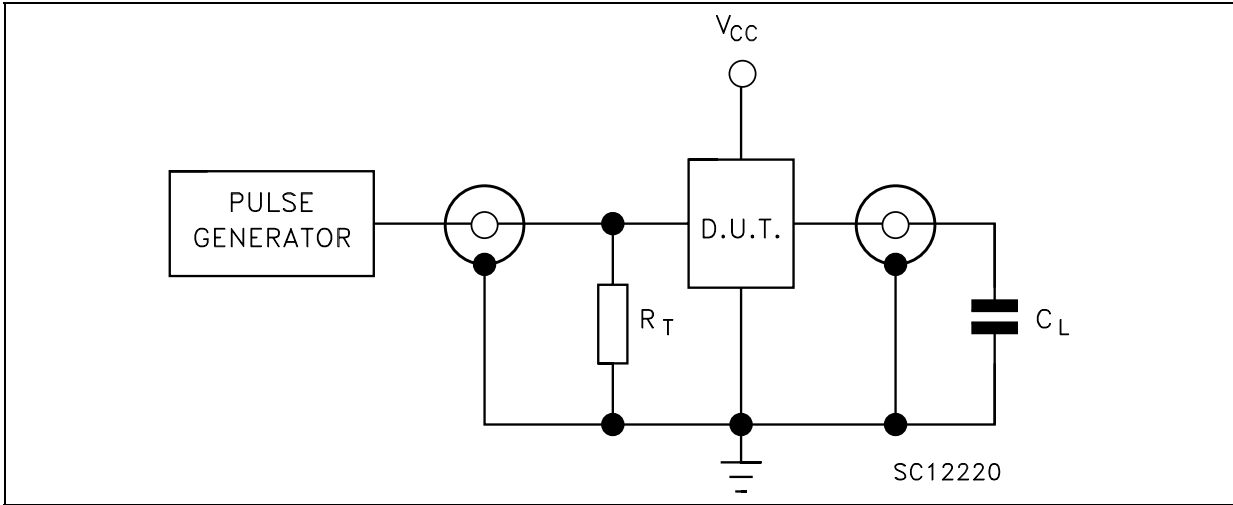 VCC
PULSE
GENERATOR
D.U.T.
RT
CL
SC12220